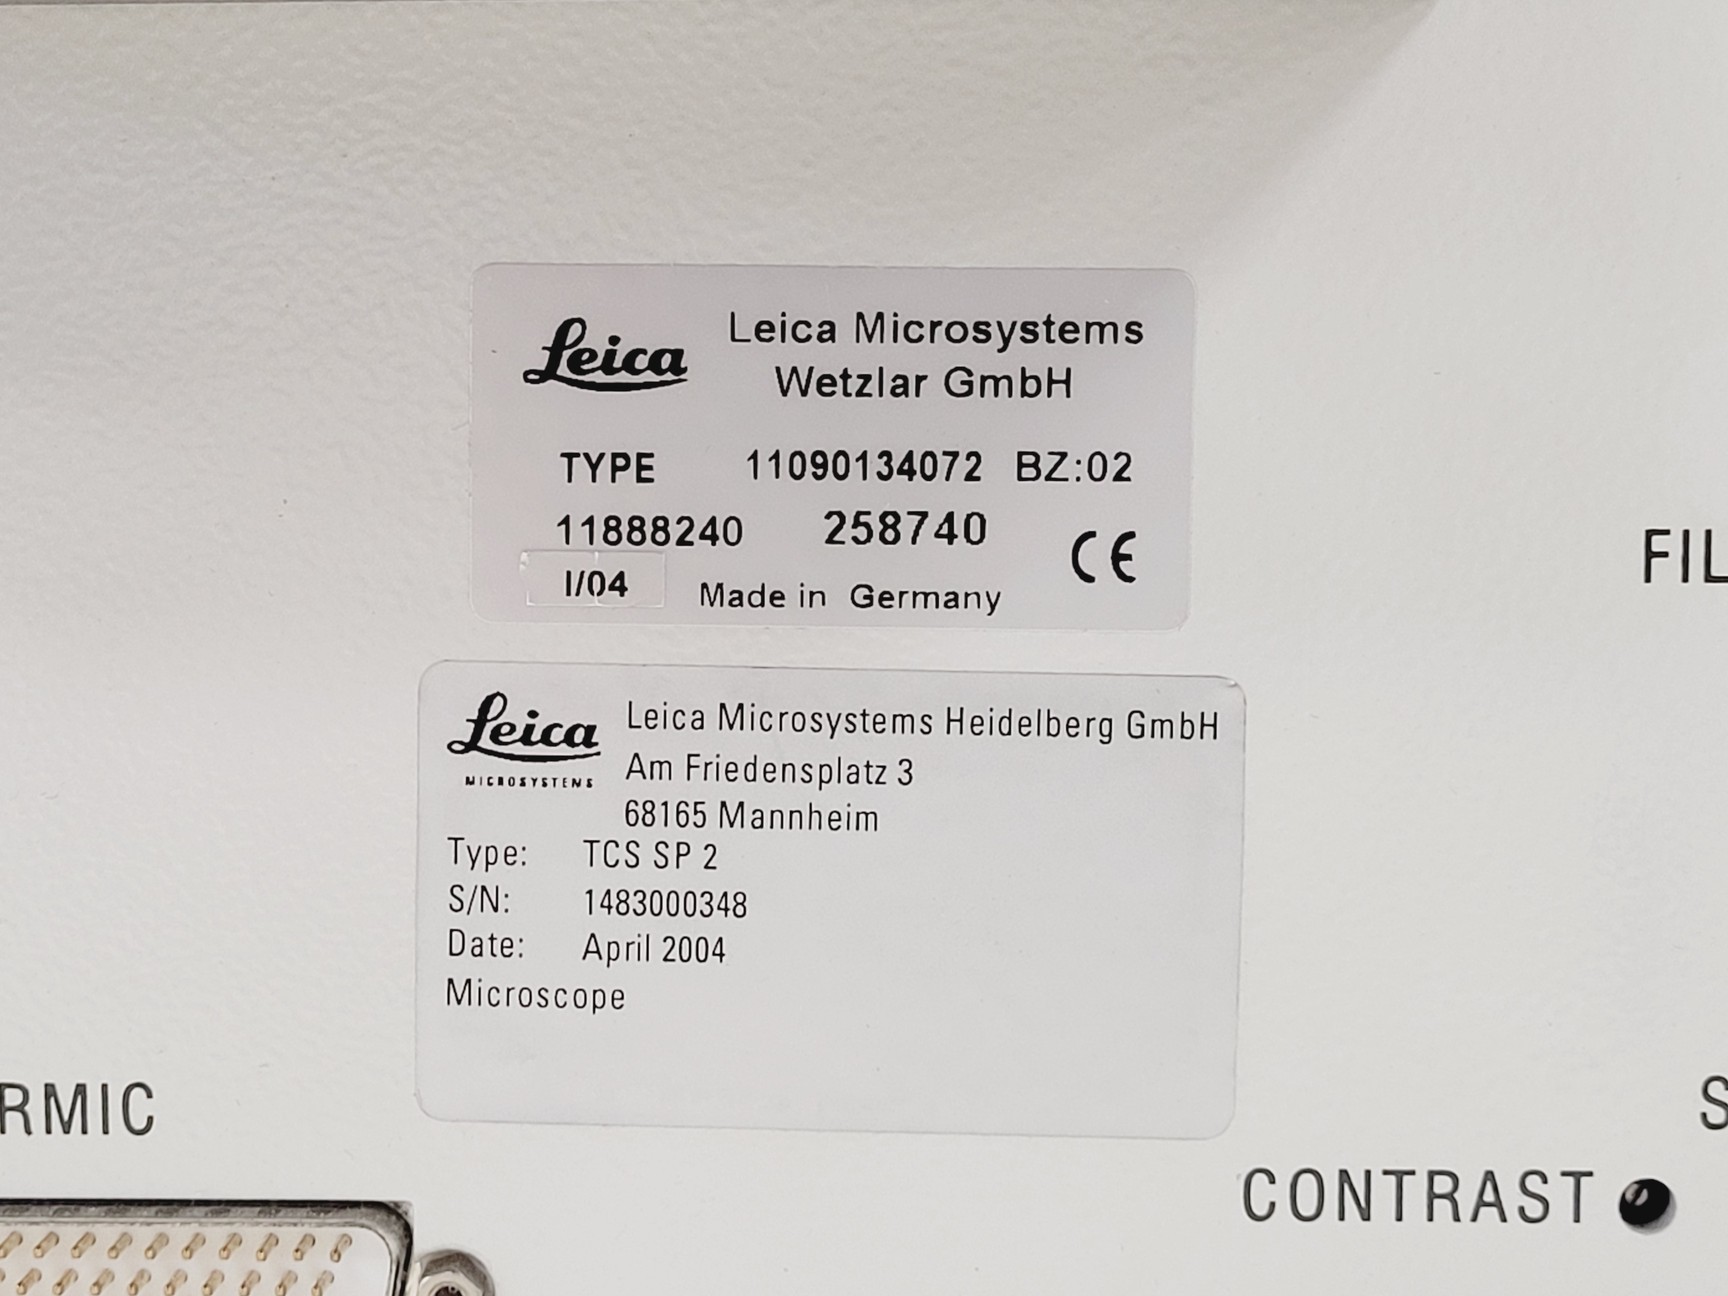 Leica
Leica Microsystems
Wetzlar GmbH
TYPE 11090134072 BZ:02
11888240 258740
I/04 Made in Germany CE
Leica
MICROSYSTEMS
Leica Microsystems Heidelberg GmbH
Am Friedensplatz 3
68165 Mannheim
Type: TCS SP 2
S/N: 1483000348
Date: April 2004
Microscope
FIL
RMIC
S
CONTRAST